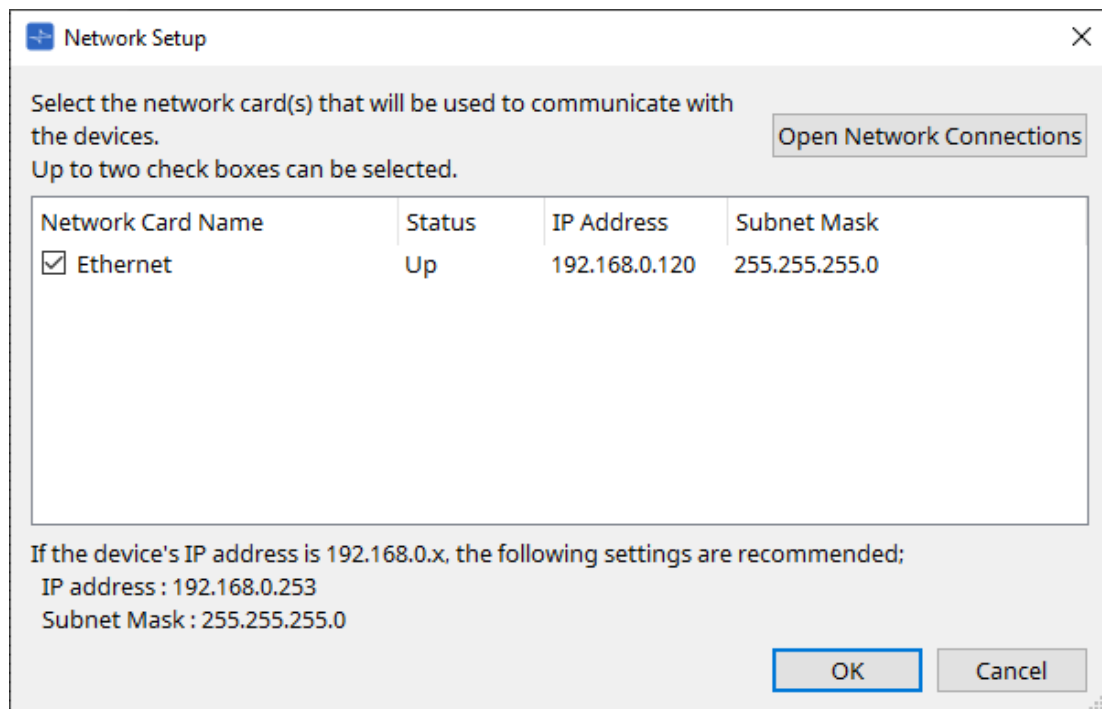 Network Setup
Select the network card(s) that will be used to communicate with
the devices.
Open Network Connections
Up to two check boxes can be selected.
Network Card Name Status IP Address Subnet Mask
Ethernet Up 192.168.0.120 255.255.255.0
If the device's IP address is 192.168.0.x, the following settings are recommended;
IP address : 192.168.0.253
Subnet Mask : 255.255.255.0
OK Cancel